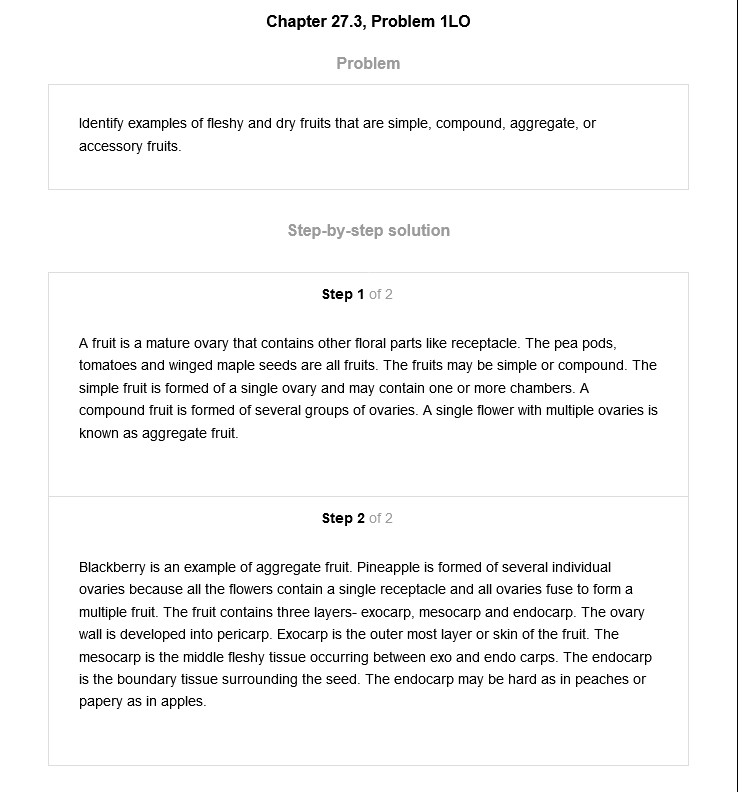 Chapter 27.3, Problem 1LO
Problem
Identify examples of fleshy and dry fruits that are simple, compound, aggregate, or
accessory fruits.
Step-by-step solution
Step 1 of 2
A fruit is a mature ovary that contains other floral parts like receptacle. The pea pods,
tomatoes and winged maple seeds are all fruits. The fruits may be simple or compound. The
simple fruit is formed of a single ovary and may contain one or more chambers. A
compound fruit is formed of several groups of ovaries. A single flower with multiple ovaries is
known as aggregate fruit.
Step 2 of 2
Blackberry is an example of aggregate fruit. Pineapple is formed of several individual
ovaries because all the flowers contain a single receptacle and all ovaries fuse to form a
multiple fruit. The fruit contains three layers- exocarp, mesocarp and endocarp. The ovary
wall is developed into pericarp. Exocarp is the outer most layer or skin of the fruit. The
mesocarp is the middle fleshy tissue occurring between exo and endo carps. The endocarp
is the boundary tissue surrounding the seed. The endocarp may be hard as in peaches or
papery as in apples.